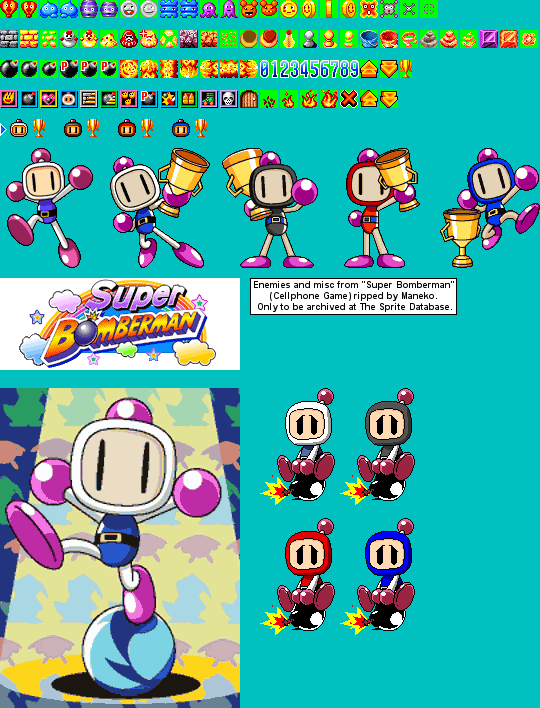 P P P
0123456789
P
Super
BOMBERMAN
Enemies and misc from "Super Bomberman"
(Cellphone Game) ripped by Maneko.
Only to be archived at The Sprite Database.